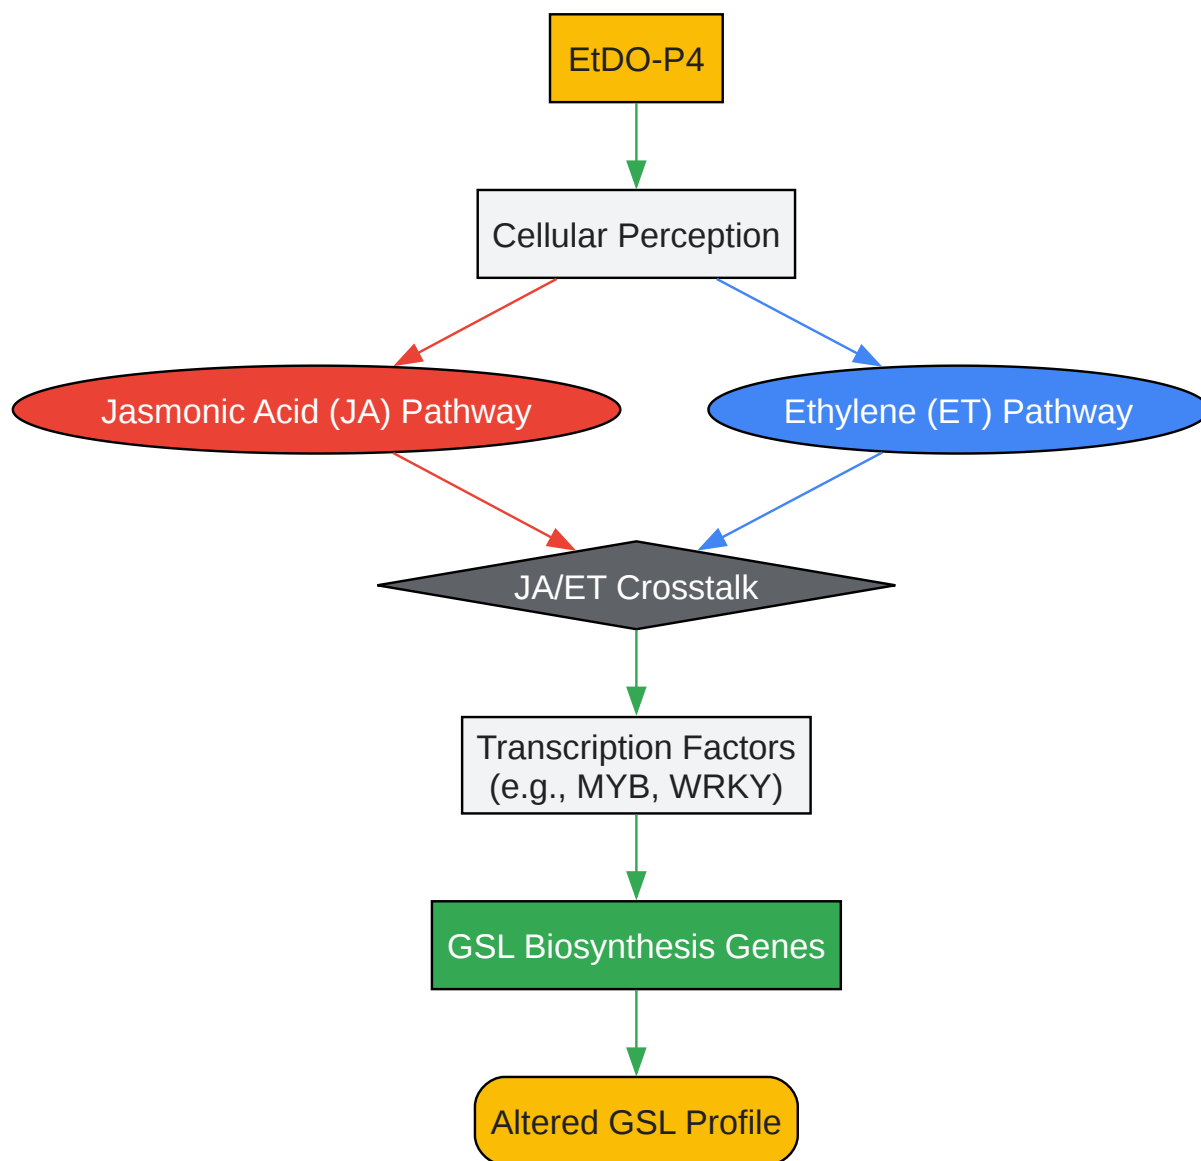 EtDO-P4
Cellular Perception
Jasmonic Acid (JA) Pathway
Ethylene (ET) Pathway
JA/ET Crosstalk
Transcription Factors
(e.g., MYB, WRKY)
GSL Biosynthesis Genes
Altered GSL Profile